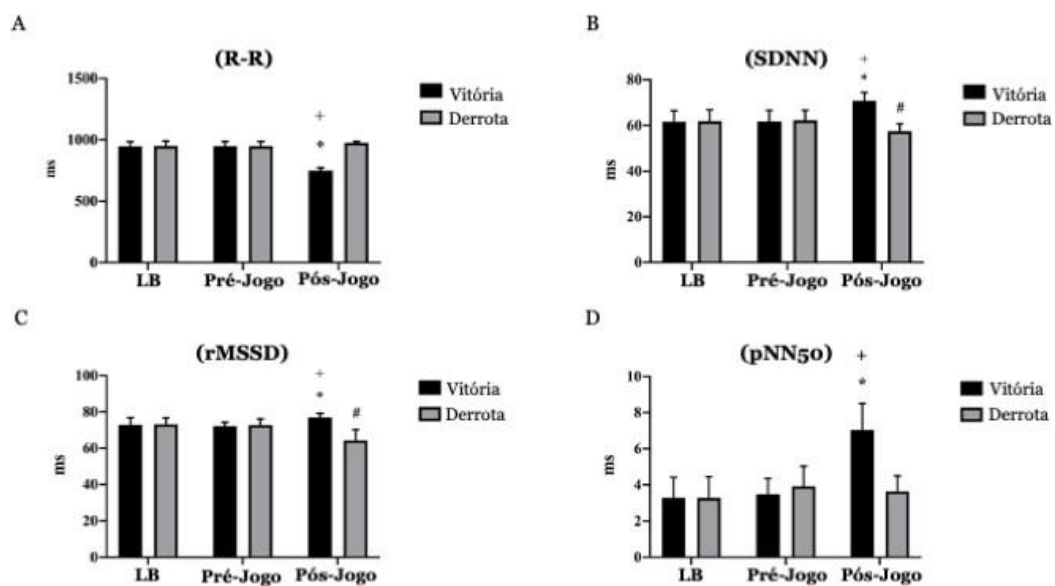 A
(R-R)
1500
1000
500
0
ms
+
*
LB
Pré-Jogo
Pós-Jogo
Vitória
Derrota
B
(SDNN)
80
60
40
20
0
ms
+
*
#
LB
Pré-Jogo
Pós-Jogo
Vitória
Derrota
C
(rMSSD)
100
80
60
40
20
0
ms
+
*
#
LB
Pré-Jogo
Pós-Jogo
Vitória
Derrota
D
(pNN50)
10
8
6
4
2
0
ms
+
*
LB
Pré-Jogo
Pós-Jogo
Vitória
Derrota